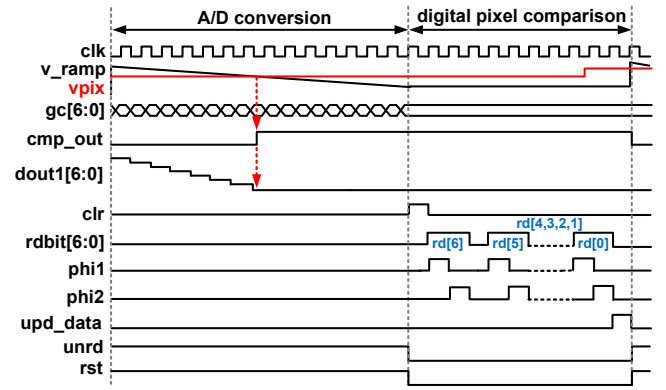 A/D conversion
digital pixel comparison
clk
v_ramp
vpix
gc[6:0]
cmp_out
dout1[6:0]
clr
rd[4,3,2,1]
rdbit[6:0]
rd[6]
rd[5]
rd[0]
phi1
phi2
upd_data
unrd
rst